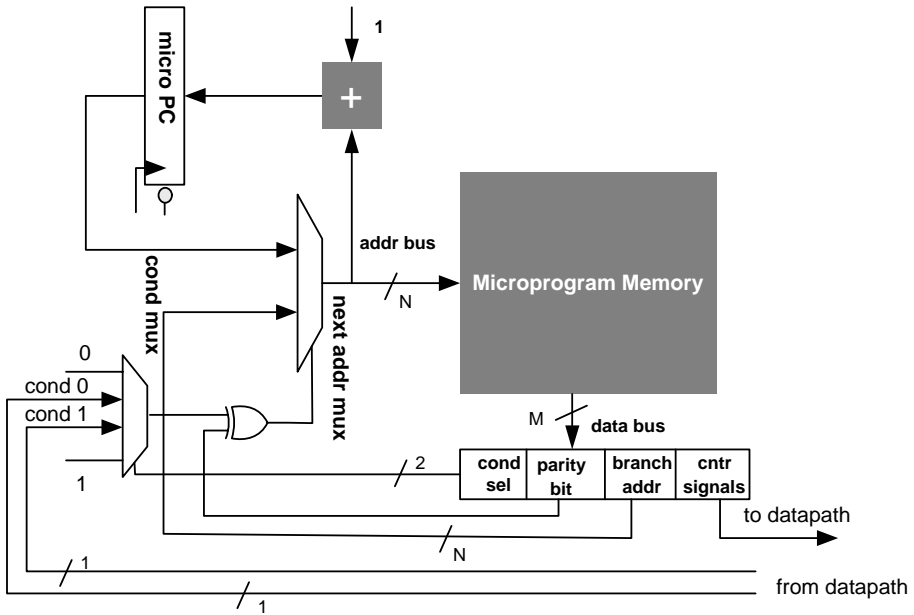 1
micro PC
+
addr bus
N
Microprogram Memory
cond mux
next addr mux
0
cond 0
cond 1
1
M
data bus
2
cond
sel
parity
bit
branch
addr
cntr
signals
to datapath
N
1
from datapath
1